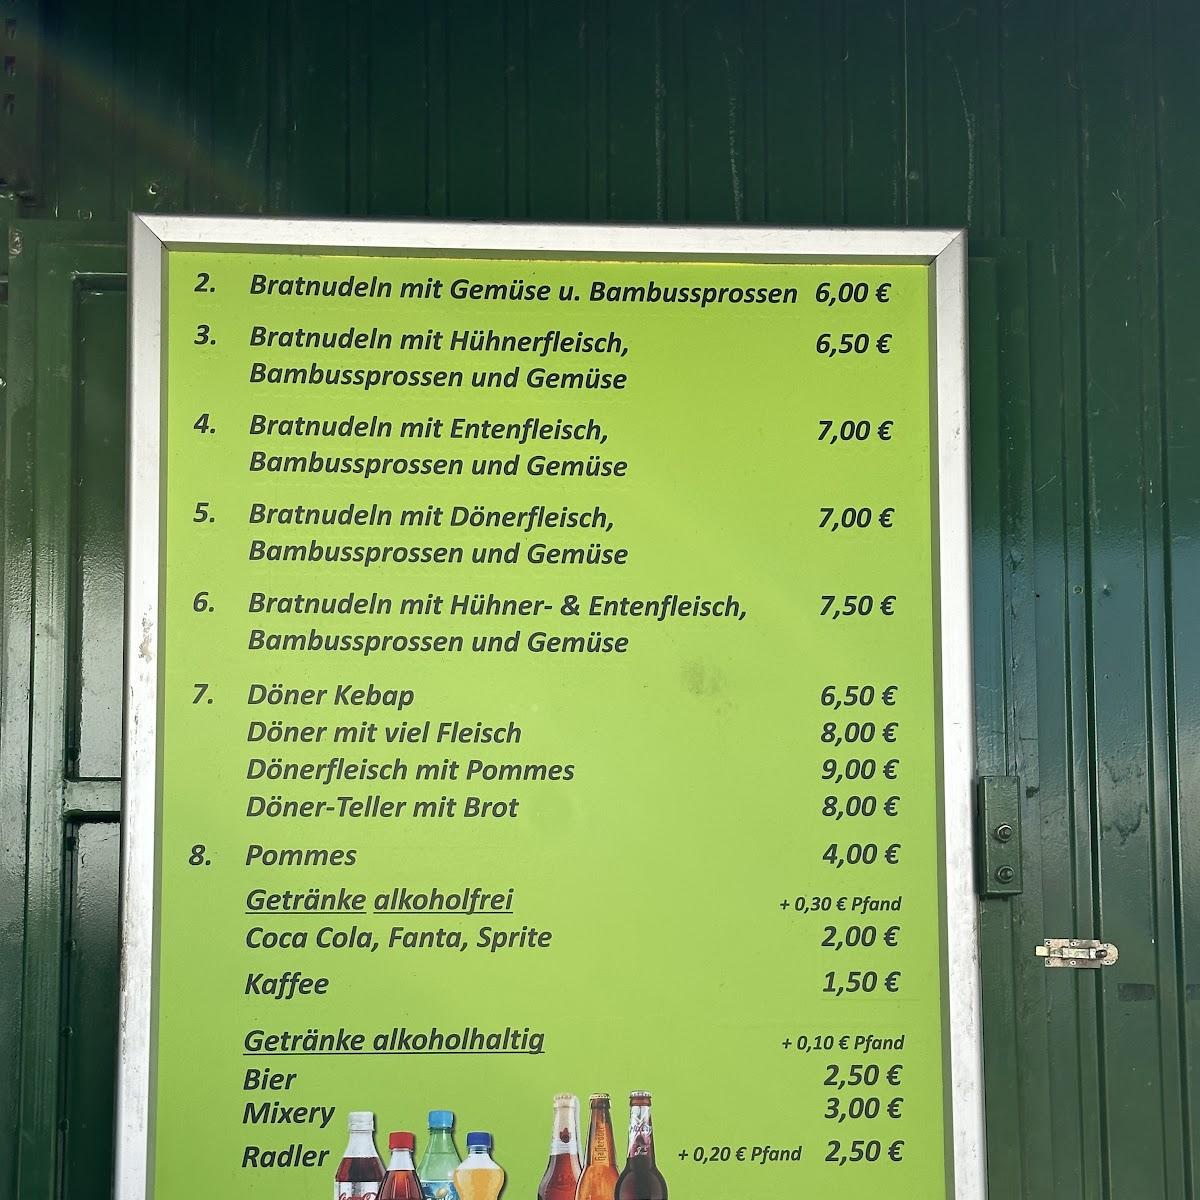 2. Bratnudeln mit Gemüse u. Bambussprossen 6,00 €
3. Bratnudeln mit Hühnerfleisch, 6,50 €
Bambussprossen und Gemüse
4. Bratnudeln mit Entenfleisch, 7,00 €
Bambussprossen und Gemüse
5. Bratnudeln mit Dönerfleisch, 7,00 €
Bambussprossen und Gemüse
6. Bratnudeln mit Hühner- & Entenfleisch, 7,50 €
Bambussprossen und Gemüse
7. Döner Kebap 6,50 €
Döner mit viel Fleisch 8,00 €
Dönerfleisch mit Pommes 9,00 €
Döner-Teller mit Brot 8,00 €
8. Pommes 4,00 €
Getränke alkoholfrei + 0,30 € Pfand
Coca Cola, Fanta, Sprite 2,00 €
Kaffee 1,50 €
Getränke alkoholhaltig + 0,10 € Pfand
Bier 2,50 €
Mixery 3,00 €
Radler + 0,20 € Pfand 2,50 €